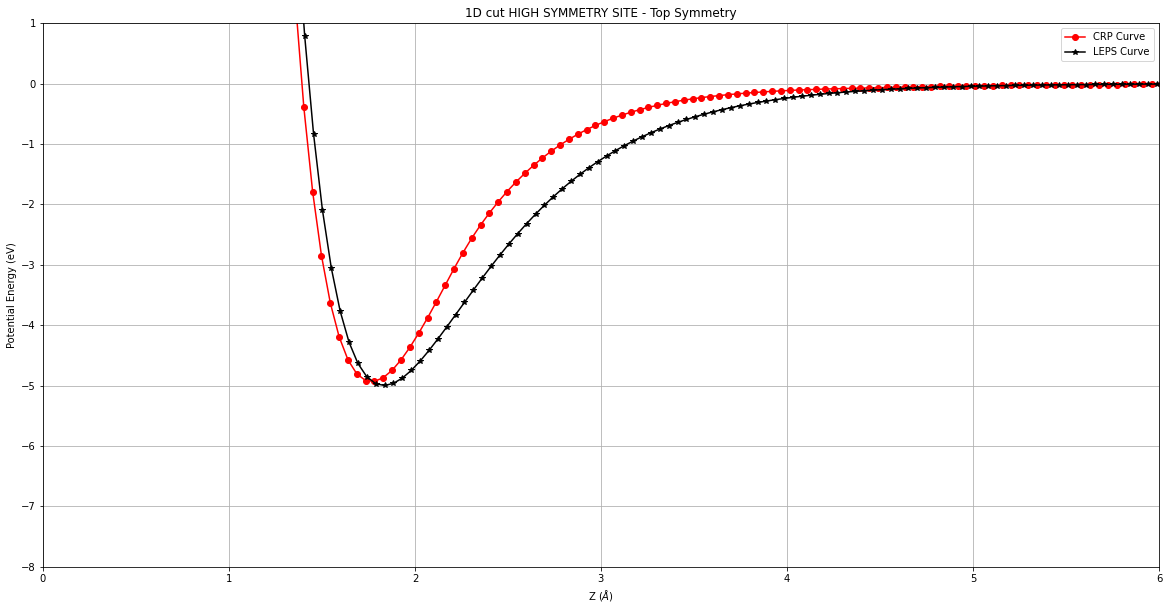 1D cut HIGH SYMMETRY SITE - Top Symmetry
CRP Curve
LEPS Curve
Potential Energy (eV)
1
0
−1
−2
−3
−4
−5
−6
−7
−8
0 1 2 3 4 5 6
Z (Å)